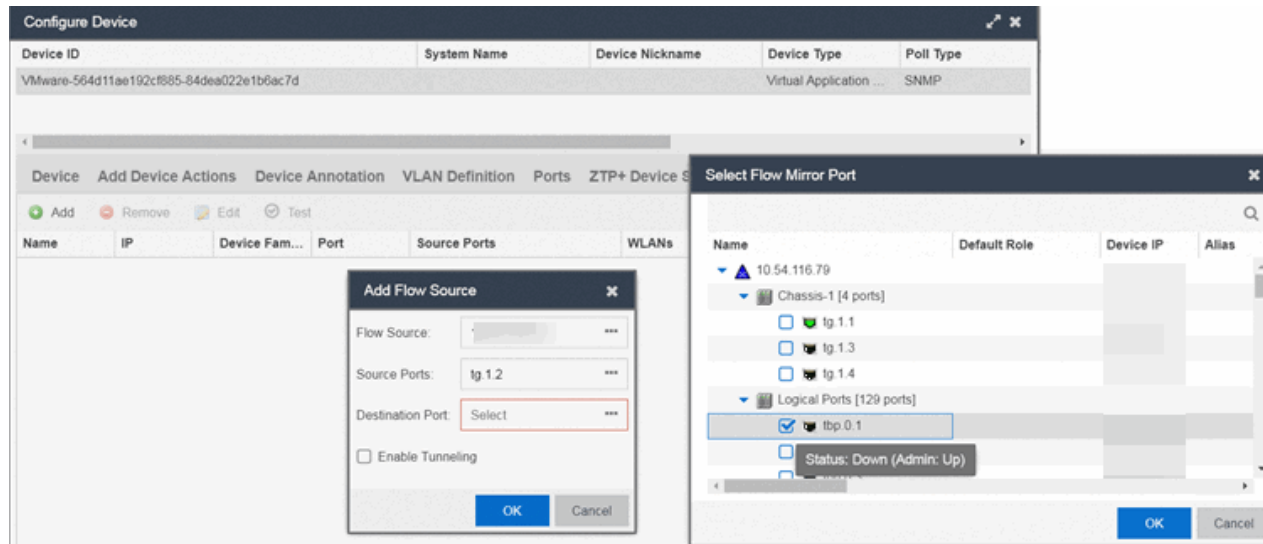 Configure Device
Device ID System Name Device Nickname Device Type Poll Type
VMware-564d11ae192cf885-84dea022e1b6ac7d Virtual Application ... SNMP
Device Add Device Actions Device Annotation VLAN Definition Ports ZTP+ Device
Add Remove Edit Test
Name IP Device Fam... Port Source Ports WLANs
Add Flow Source
Flow Source: ...
Source Ports: tg.1.2 ...
Destination Port: Select ...
Enable Tunneling
OK Cancel
Select Flow Mirror Port
Name Default Role Device IP Alias
10.54.116.79
Chassis-1 [4 ports]
tg.1.1
tg.1.3
tg.1.4
Logical Ports [129 ports]
tbp.0.1
Status: Down (Admin: Up)
OK Cancel